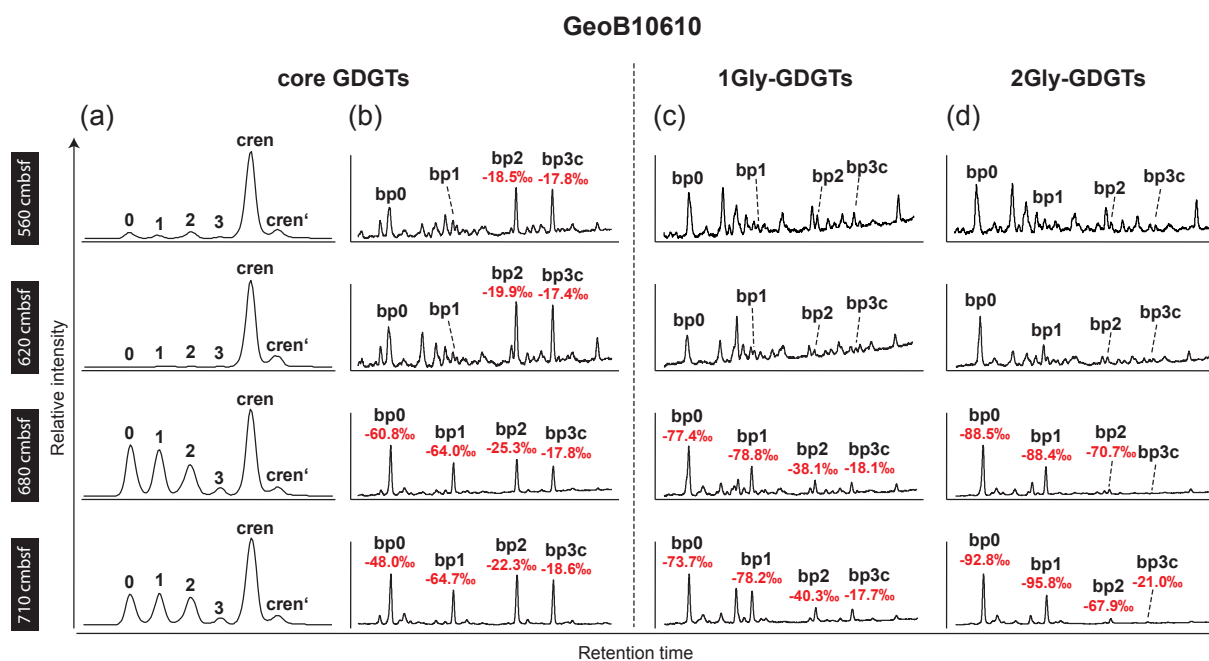 GeoB10610
core GDGTs
1Gly-GDGTs
2Gly-GDGTs
(a)
(b)
(c)
(d)
Relative intensity
560 cmbsf
0
1
2
3
cren
cren‘
bp0
bp1
bp2
-18.5‰
bp3c
-17.8‰
bp0
bp1
bp2
bp3c
bp0
bp1
bp2
bp3c
620 cmbsf
0
1
2
3
cren
cren‘
bp0
bp1
bp2
-19.9‰
bp3c
-17.4‰
bp0
bp1
bp2
bp3c
bp0
bp1
bp2
bp3c
680 cmbsf
0
1
2
3
cren
cren‘
bp0
-60.8‰
bp1
-64.0‰
bp2
-25.3‰
bp3c
-17.8‰
bp0
-77.4‰
bp1
-78.8‰
bp2
-38.1‰
bp3c
-18.1‰
bp0
-88.5‰
bp1
-88.4‰
bp2
-70.7‰
bp3c
710 cmbsf
0
1
2
3
cren
cren‘
bp0
-48.0‰
bp1
-64.7‰
bp2
-22.3‰
bp3c
-18.6‰
bp0
-73.7‰
bp1
-78.2‰
bp2
-40.3‰
bp3c
-17.7‰
bp0
-92.8‰
bp1
-95.8‰
bp2
-67.9‰
bp3c
-21.0‰
Retention time